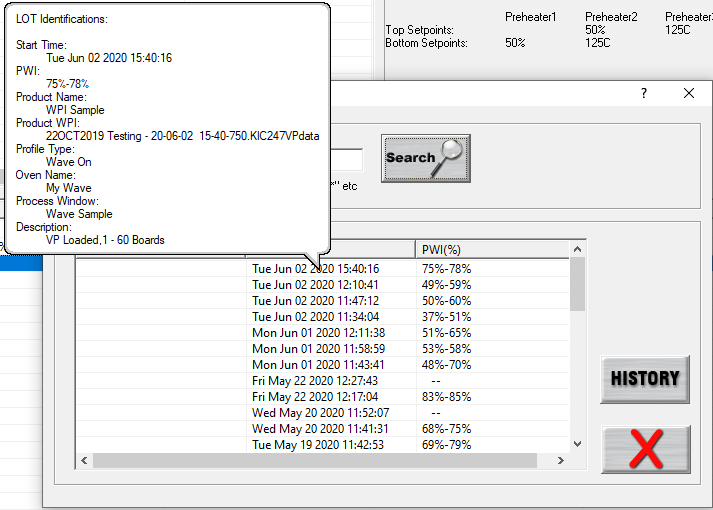 LOT Identifications:
Start Time:
Tue Jun 02 2020 15:40:16
PWI:
75%-78%
Product Name:
WPI Sample
Product WPI:
22OCT2019 Testing - 20-06-02 15-40-750.KIC247VPdata
Profile Type:
Wave On
Oven Name:
My Wave
Process Window:
Wave Sample
Description:
VP Loaded,1 - 60 Boards
Preheater1 Preheater2 Preheater3
Top Setpoints: 50% 125C
Bottom Setpoints: 50% 125C
?
Search
*" etc
PWI(%)
Tue Jun 02 2020 15:40:16 75%-78%
Tue Jun 02 2020 12:10:41 49%-59%
Tue Jun 02 2020 11:47:12 50%-60%
Tue Jun 02 2020 11:34:04 37%-51%
Mon Jun 01 2020 12:11:38 51%-65%
Mon Jun 01 2020 11:58:59 53%-58%
Mon Jun 01 2020 11:43:41 48%-70%
Fri May 22 2020 12:27:43 --
Fri May 22 2020 12:17:04 83%-85%
Wed May 20 2020 11:52:07 --
Wed May 20 2020 11:41:31 68%-75%
Tue May 19 2020 11:42:53 69%-79%
HISTORY